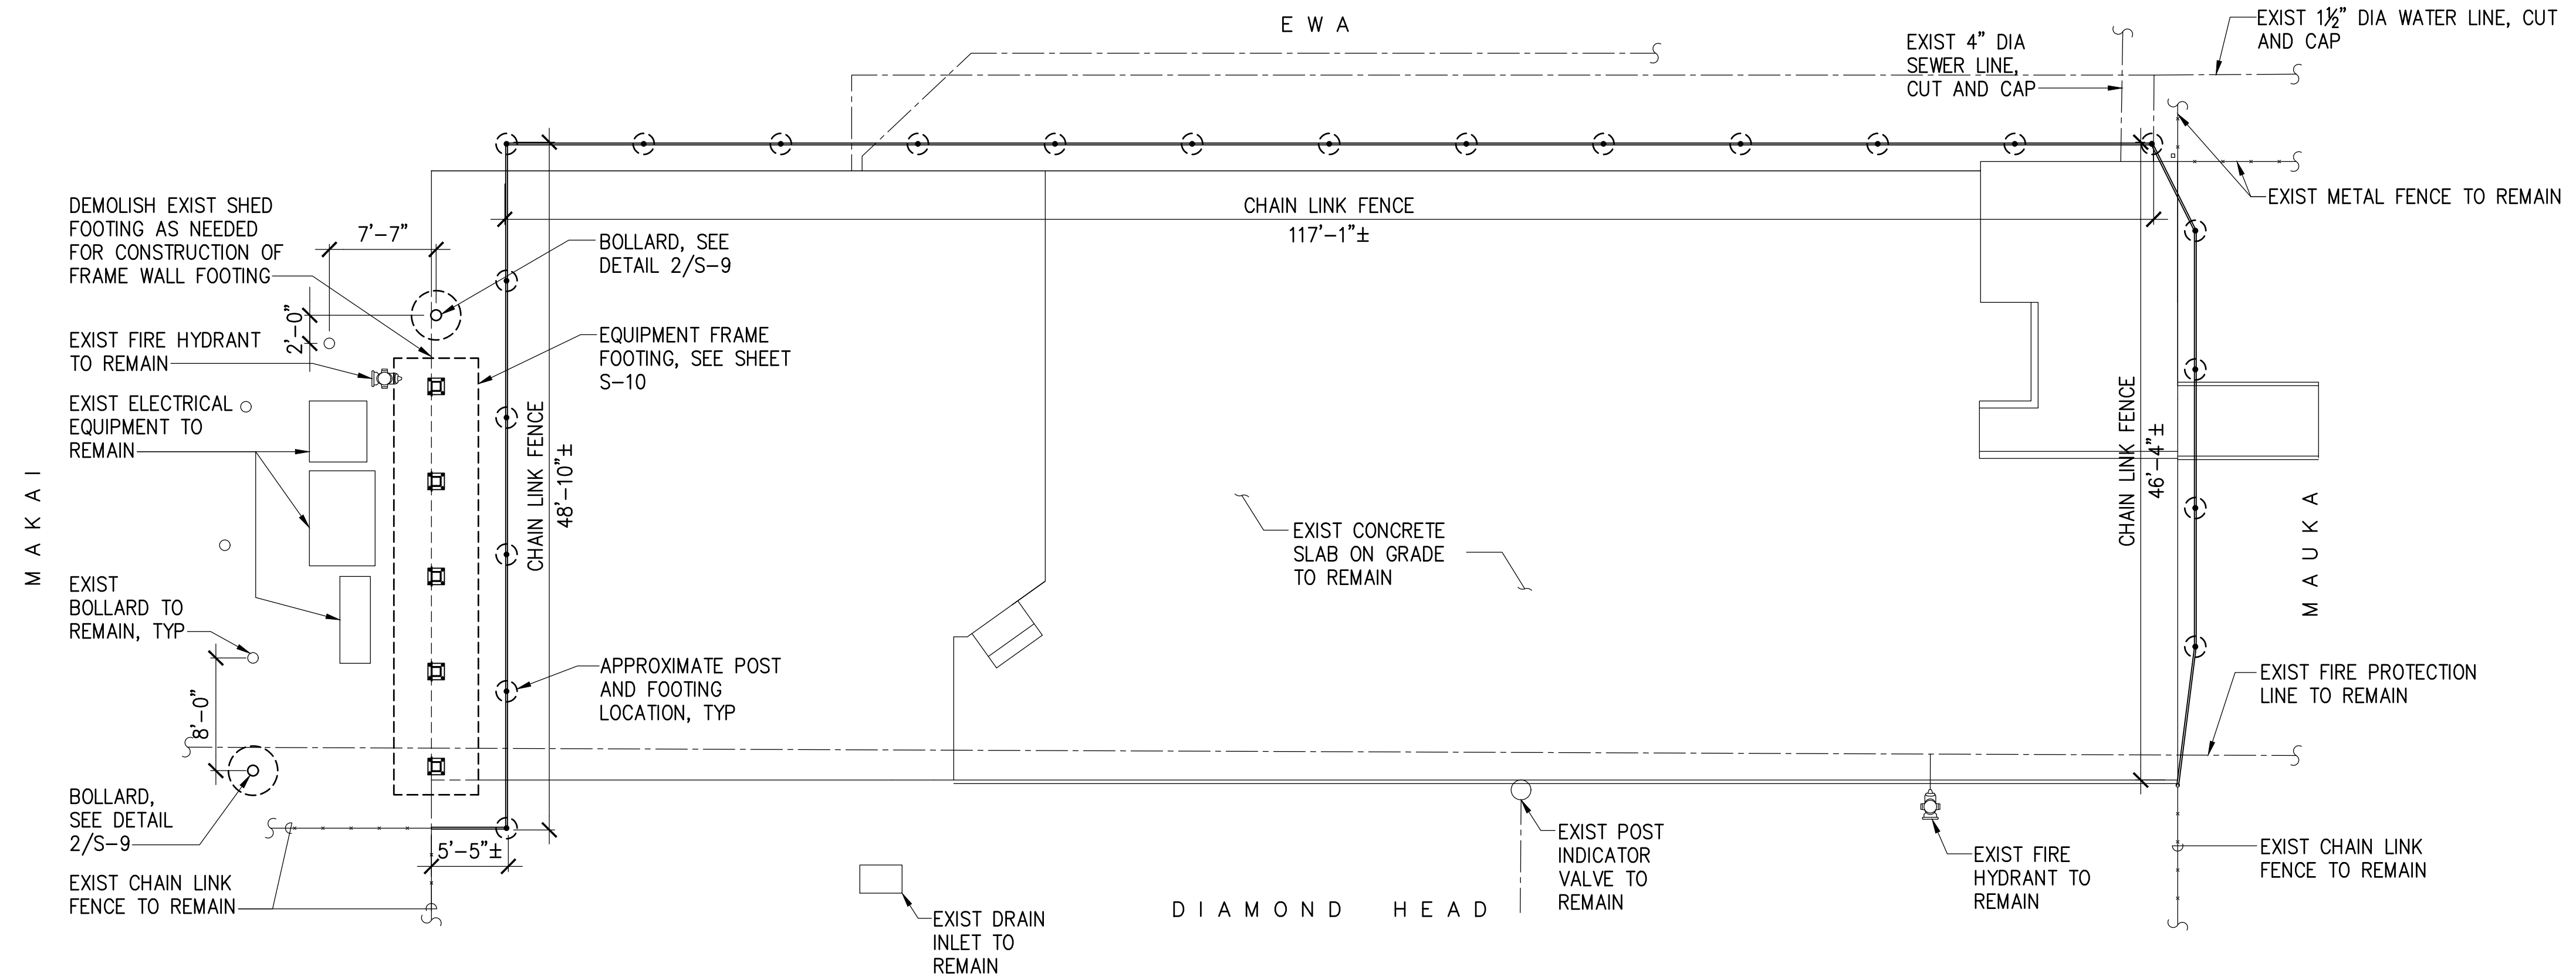 EWA
EXIST 1½" DIA WATER LINE, CUT
AND CAP
EXIST 4" DIA
SEWER LINE,
CUT AND CAP
EXIST METAL FENCE TO REMAIN
DEMOLISH EXIST SHED
FOOTING AS NEEDED
FOR CONSTRUCTION OF
FRAME WALL FOOTING
7'-7"
BOLLARD, SEE
DETAIL 2/S-9
CHAIN LINK FENCE
117'-1"±
2'-0"
EXIST FIRE HYDRANT
TO REMAIN
EQUIPMENT FRAME
FOOTING, SEE SHEET
S-10
EXIST ELECTRICAL
EQUIPMENT TO
REMAIN
CHAIN LINK FENCE
48'-10"±
CHAIN LINK FENCE
46'-4"±
MAKAI
MAUKA
EXIST CONCRETE
SLAB ON GRADE
TO REMAIN
EXIST
BOLLARD TO
REMAIN, TYP
8'-0"
APPROXIMATE POST
AND FOOTING
LOCATION, TYP
EXIST FIRE PROTECTION
LINE TO REMAIN
BOLLARD,
SEE DETAIL
2/S-9
5'-5"±
EXIST CHAIN LINK
FENCE TO REMAIN
EXIST DRAIN
INLET TO
REMAIN
DIAMOND HEAD
EXIST POST
INDICATOR
VALVE TO
REMAIN
EXIST FIRE
HYDRANT TO
REMAIN
EXIST CHAIN LINK
FENCE TO REMAIN